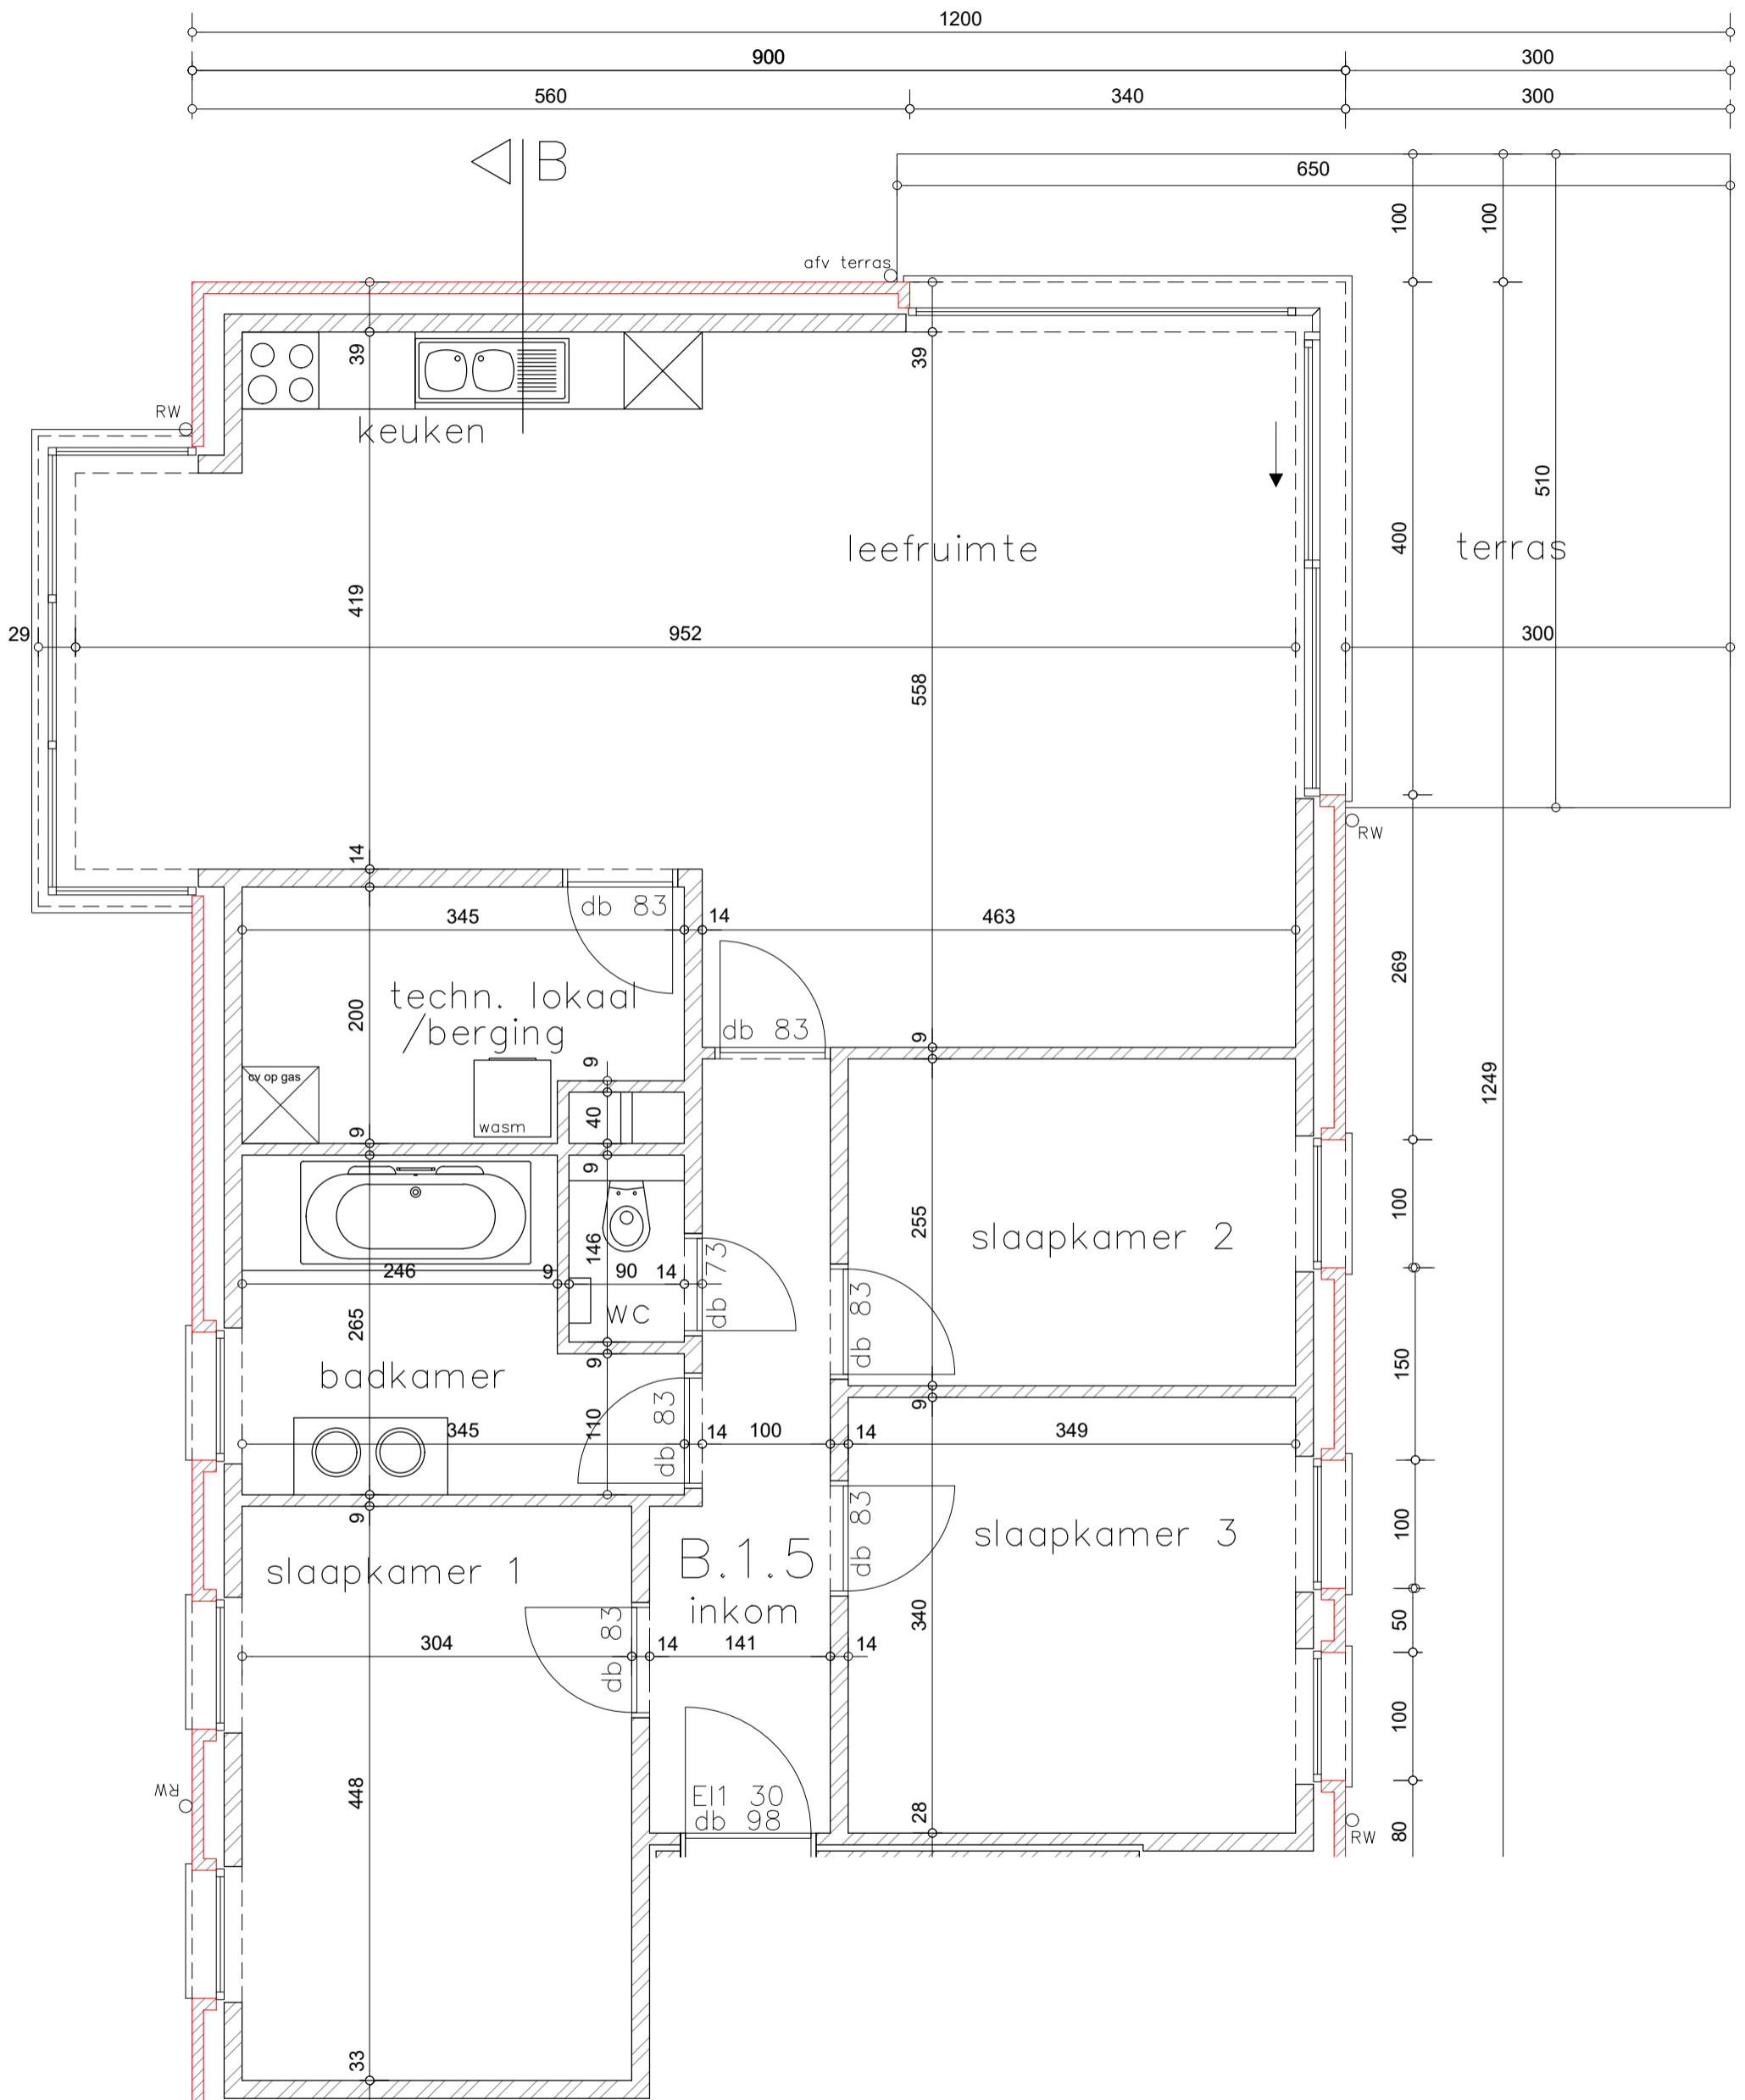 1200
900
300
560
340
300
B
650
100
100
afv terras
39
39
RW
keuken
leefruimte
terras
510
400
419
29
952
300
558
14
RW
db 83
345
14
463
269
techn. lokaal
/berging
200
db 83
9
9
1249
cv op gas
40
wasm
9
9
255
slaapkamer 2
100
146
db 73
246
9
90
14
WC
265
db 83
150
9
badkamer
9
110
db 83
345
14
100
14
349
9
slaapkamer 1
B.1.5
inkom
db 83
slaapkamer 3
100
304
db 83
14
141
14
340
50
100
RW
448
EI1 30
db 98
28
80
RW
33